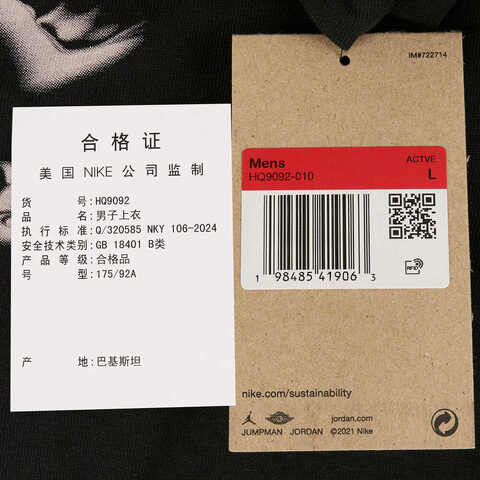 合格证
美国 NIKE 公司监制
货 号: HQ9092
品 名: 男子上衣
执 行 标 准: Q/320585 NKY 106-2024
安全技术类别: GB 18401 B类
产 品 等 级: 合格品
号 型: 175/92A
产 地: 巴基斯坦
IM#722714
Mens
HQ9092-010
ACTVE
L
1 98485 41906 3
RFID
nike.com/sustainability
JUMPMAN JORDAN
jordan.com
©2021 Nike